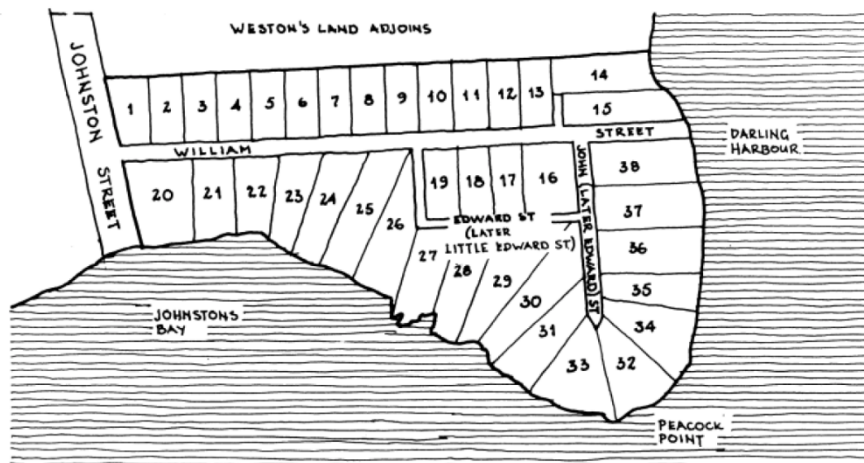 WESTON'S LAND ADJOINS
JOHNSTON STREET
1 2 3 4 5 6 7 8 9 10 11 12 13
14
15
WILLIAM STREET
DARLING
HARBOUR
20 21 22 23 24 25 26
19 18 17 16
JOHN (LATER EDWARD) ST
38
37
36
35
34
EDWARD ST
(LATER
LITTLE EDWARD ST)
27 28 29 30 31 33 32
JOHNSTONS
BAY
PEACOCK
POINT